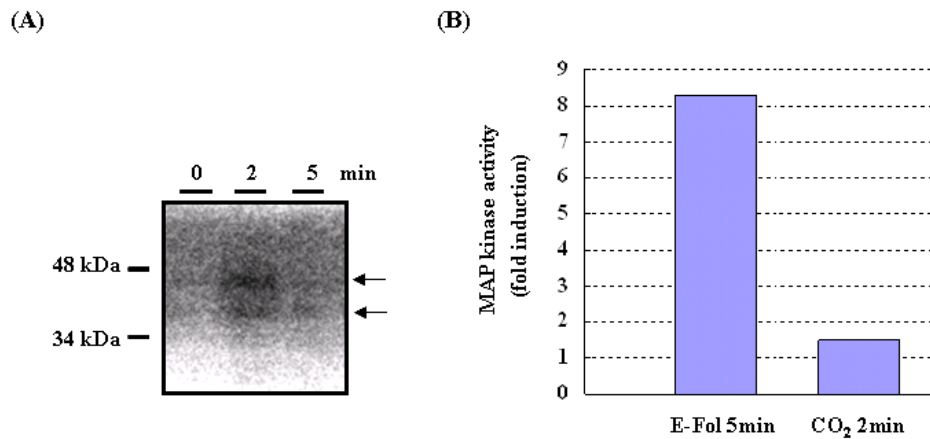 (A)
(B)
0 2 5 min
48 kDa
34 kDa
MAP kinase activity
(fold induction)
9
8
7
6
5
4
3
2
1
0
E-Fol 5min CO₂ 2min